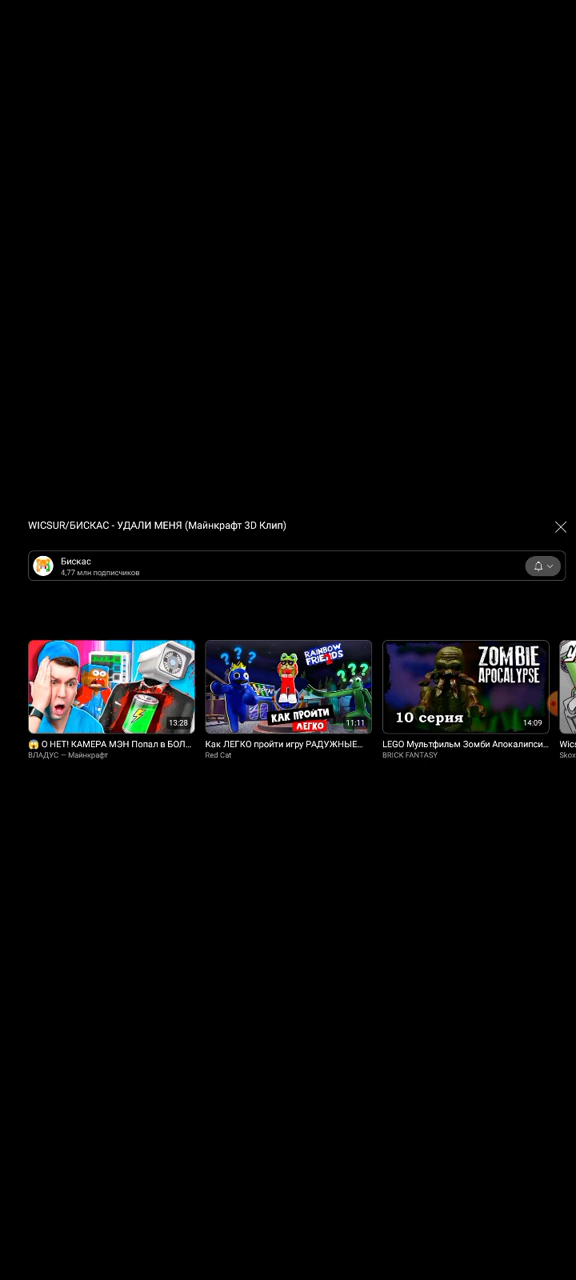 WICSUR/БИСКАС - УДАЛИ МЕНЯ (Майнкрафт 3D Клип)
Бискас
4,77 млн подписчиков
13:28
? ? ?
RAINBOW
FRIENDS
? ? ?
КАК ПРОЙТИ
ЛЕГКО
11:11
ZOMBIE
APOCALYPSE
10 серия
14:09
😱 О НЕТ! КАМЕРА МЭН Попал в БОЛ...
ВЛАДУС — Майнкрафт
Как ЛЕГКО пройти игру РАДУЖНЫЕ...
Red Cat
LEGO Мультфильм Зомби Апокалипси...
BRICK FANTASY
Wics
Skox